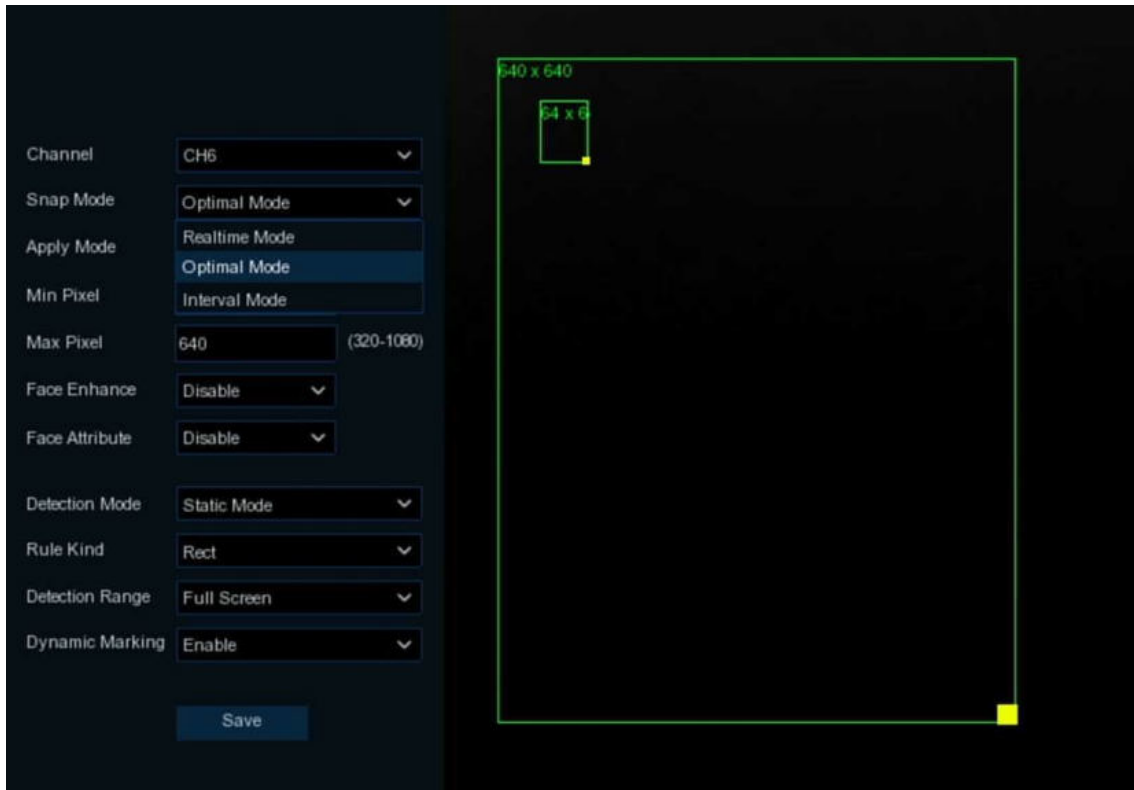 640 x 640
64 x 6
Channel CH6
Snap Mode Optimal Mode
Realtime Mode
Apply Mode
Optimal Mode
Min Pixel
Interval Mode
Max Pixel 640 (320-1080)
Face Enhance Disable
Face Attribute Disable
Detection Mode Static Mode
Rule Kind Rect
Detection Range Full Screen
Dynamic Marking Enable
Save